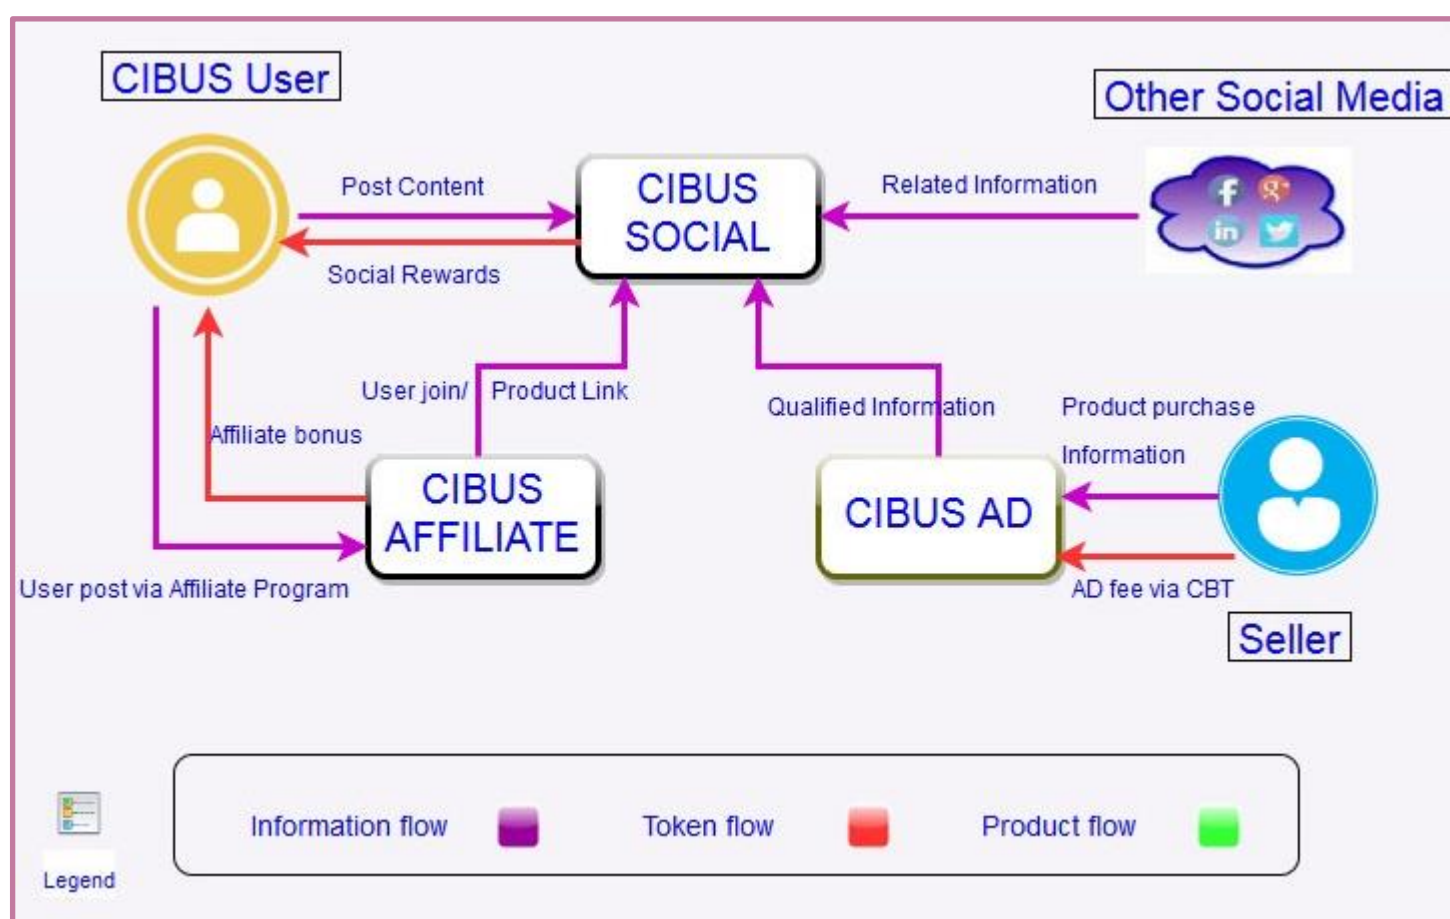 CIBUS User
Other Social Media
Post Content
CIBUS
SOCIAL
Related Information
f g+
in
Social Rewards
User join/ Product Link
Qualified Information
Product purchase
Information
Affiliate bonus
CIBUS
AFFILIATE
CIBUS AD
User post via Affiliate Program
AD fee via CBT
Seller
Information flow Token flow Product flow
Legend